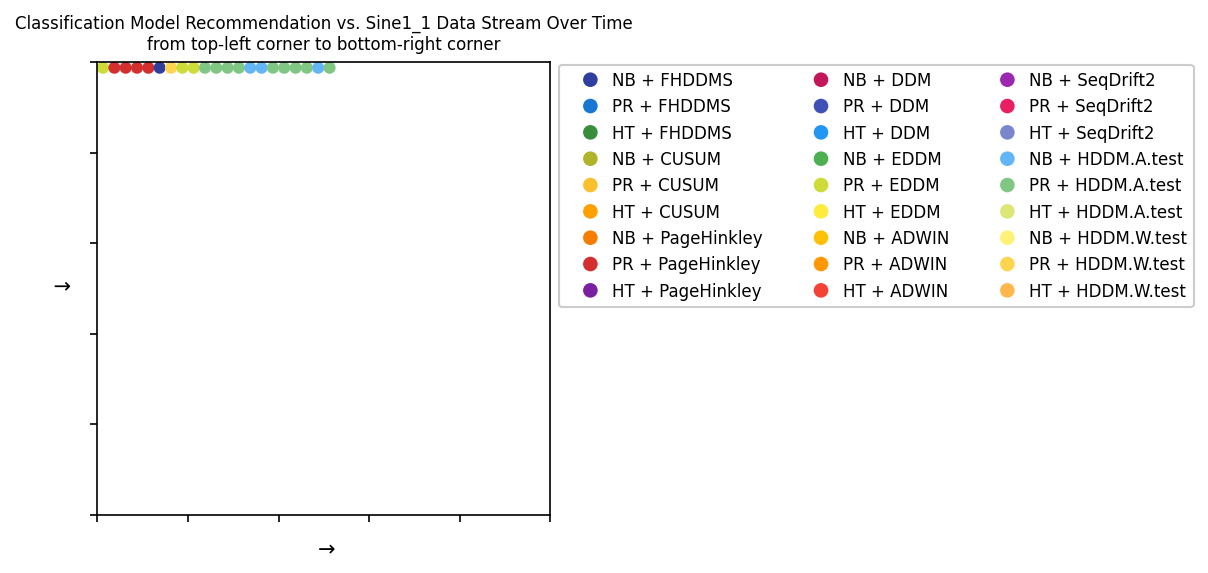 Classification Model Recommendation vs. Sine1_1 Data Stream Over Time
from top-left corner to bottom-right corner
→
→
NB + FHDDMS
PR + FHDDMS
HT + FHDDMS
NB + CUSUM
PR + CUSUM
HT + CUSUM
NB + PageHinkley
PR + PageHinkley
HT + PageHinkley
NB + DDM
PR + DDM
HT + DDM
NB + EDDM
PR + EDDM
HT + EDDM
NB + ADWIN
PR + ADWIN
HT + ADWIN
NB + SeqDrift2
PR + SeqDrift2
HT + SeqDrift2
NB + HDDM.A.test
PR + HDDM.A.test
HT + HDDM.A.test
NB + HDDM.W.test
PR + HDDM.W.test
HT + HDDM.W.test